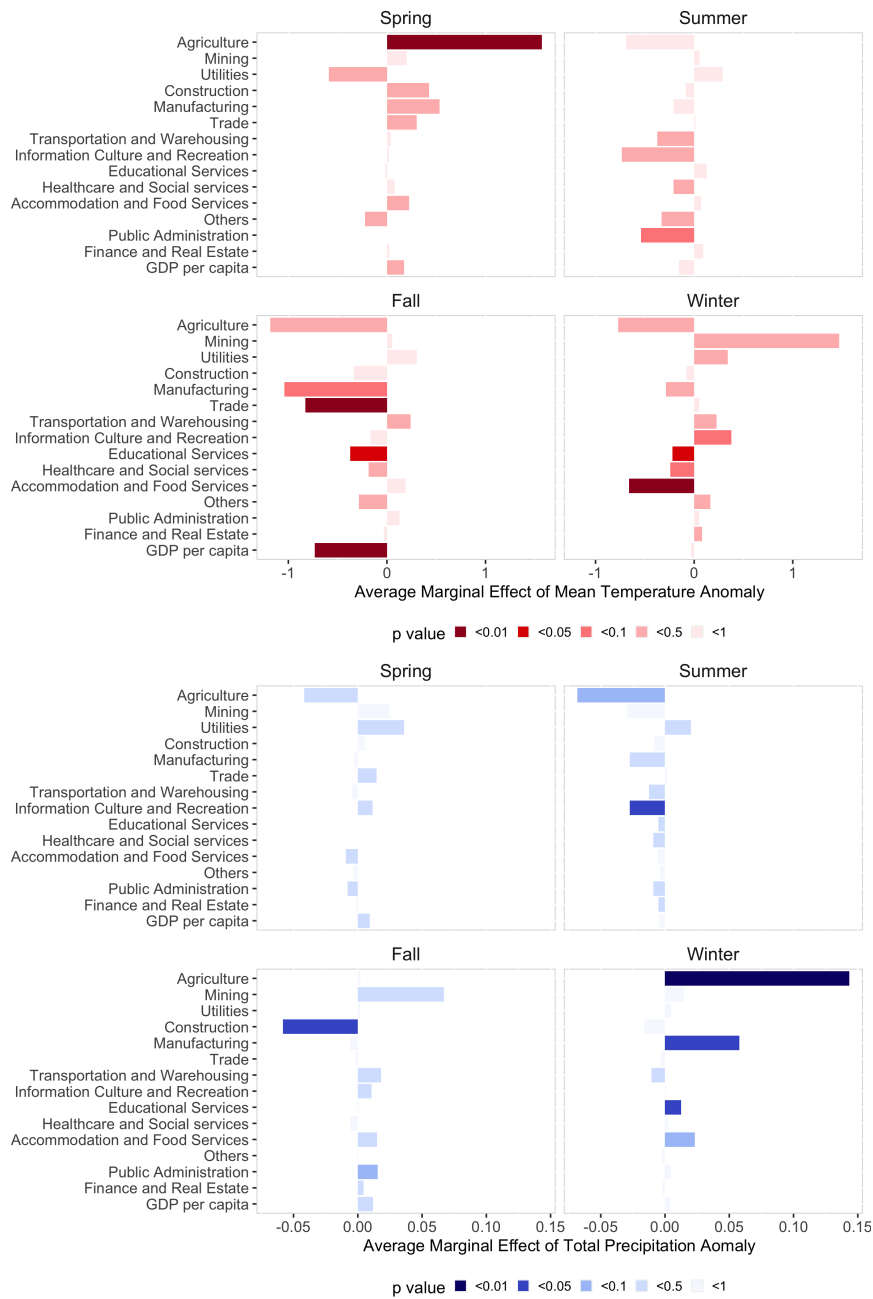 Spring Summer
Agriculture
Mining
Utilities
Construction
Manufacturing
Trade
Transportation and Warehousing
Information Culture and Recreation
Educational Services
Healthcare and Social services
Accommodation and Food Services
Others
Public Administration
Finance and Real Estate
GDP per capita
Fall Winter
Agriculture
Mining
Utilities
Construction
Manufacturing
Trade
Transportation and Warehousing
Information Culture and Recreation
Educational Services
Healthcare and Social services
Accommodation and Food Services
Others
Public Administration
Finance and Real Estate
GDP per capita
-1 0 1 -1 0 1
Average Marginal Effect of Mean Temperature Anomaly
p value <0.01 <0.05 <0.1 <0.5 <1
Spring Summer
Agriculture
Mining
Utilities
Construction
Manufacturing
Trade
Transportation and Warehousing
Information Culture and Recreation
Educational Services
Healthcare and Social services
Accommodation and Food Services
Others
Public Administration
Finance and Real Estate
GDP per capita
Fall Winter
Agriculture
Mining
Utilities
Construction
Manufacturing
Trade
Transportation and Warehousing
Information Culture and Recreation
Educational Services
Healthcare and Social services
Accommodation and Food Services
Others
Public Administration
Finance and Real Estate
GDP per capita
-0.05 0.00 0.05 0.10 0.15 -0.05 0.00 0.05 0.10 0.15
Average Marginal Effect of Total Precipitation Aomaly
p value <0.01 <0.05 <0.1 <0.5 <1